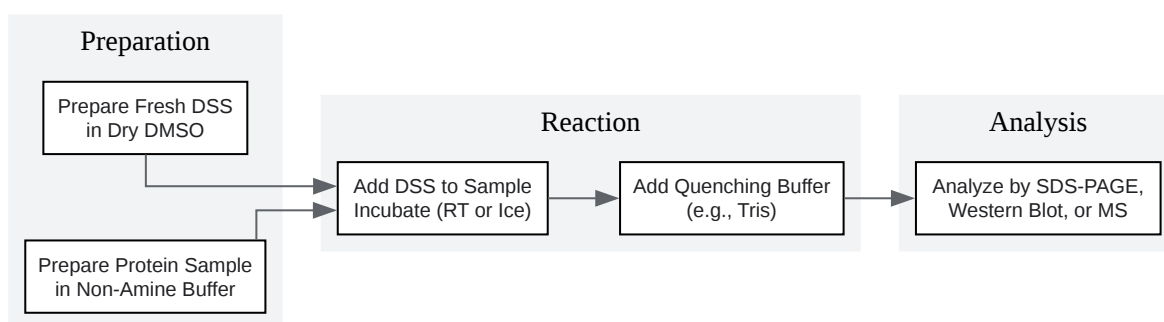 Preparation
Prepare Fresh DSS
in Dry DMSO
Prepare Protein Sample
in Non-Amine Buffer
Reaction
Add DSS to Sample
Incubate (RT or Ice)
Add Quenching Buffer
(e.g., Tris)
Analysis
Analyze by SDS-PAGE,
Western Blot, or MS